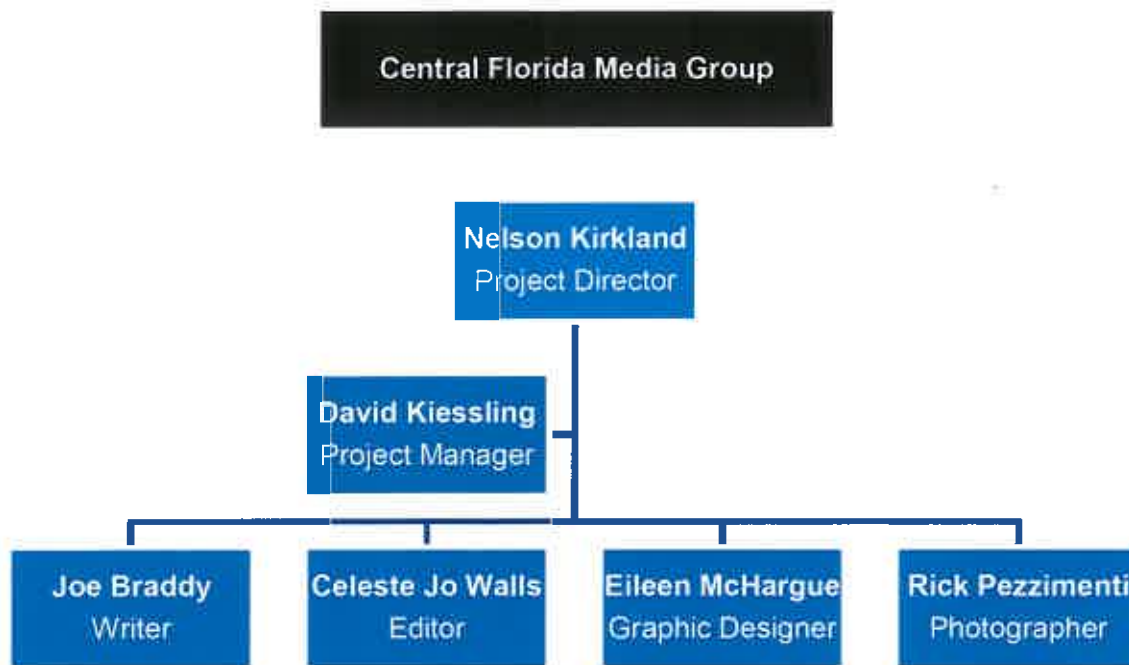 Central Florida Media Group
Nelson Kirkland
Project Director
David Kiessling
Project Manager
Joe Braddy
Writer
Celeste Jo Walls
Editor
Eileen McHargue
Graphic Designer
Rick Pezzimenti
Photographer